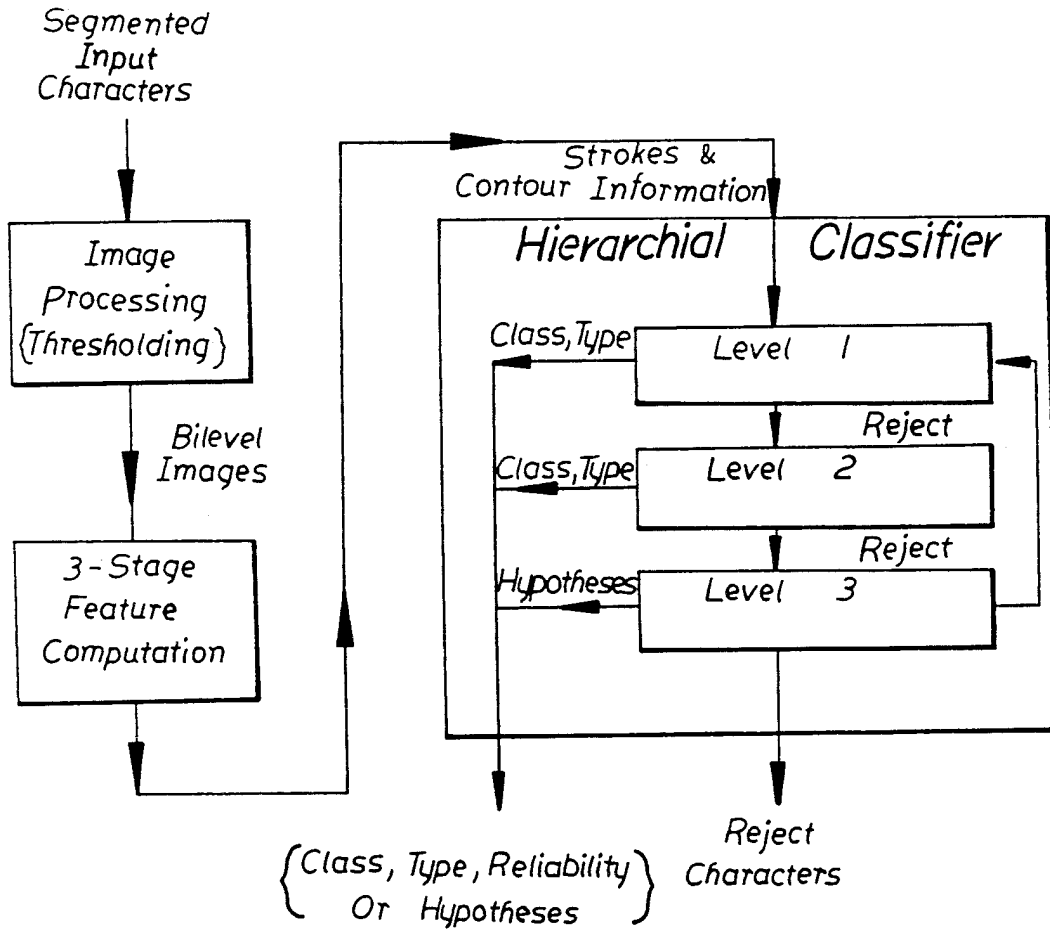 Segmented
Input
Characters
Image
Processing
{Thresholding}
Bilevel
Images
3-Stage
Feature
Computation
Strokes &
Contour Information
Hierarchial Classifier
Class,Type
Level 1
Reject
Class,Type
Level 2
Reject
Hypotheses
Level 3
{Class, Type, Reliability
Or Hypotheses}
Reject
Characters